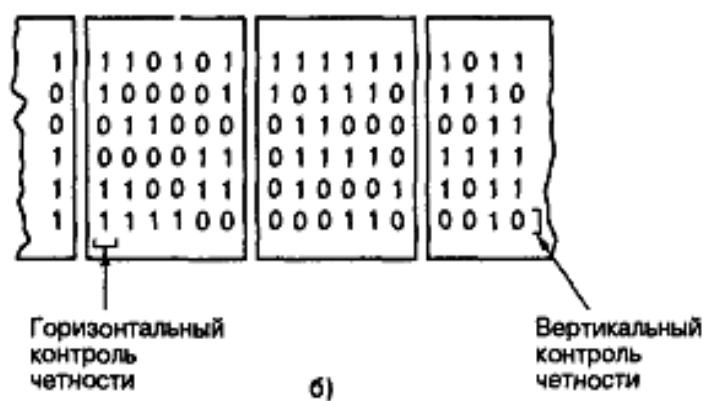 1 1 1 0 1 0 1 1 1 1 1 1 1 1 0 1 1
0 1 0 0 0 0 1 1 0 1 1 1 0 1 1 1 0
0 0 1 1 0 0 0 0 1 1 0 0 0 0 0 1 1
1 0 0 0 0 1 1 0 1 1 1 1 0 1 1 1 1
1 1 1 0 0 1 1 0 1 0 0 0 1 1 0 1 1
1 1 1 1 1 0 0 0 0 0 1 1 0 0 0 1 0
Горизонтальный
контроль
четности
Вертикальный
контроль
четности
б)